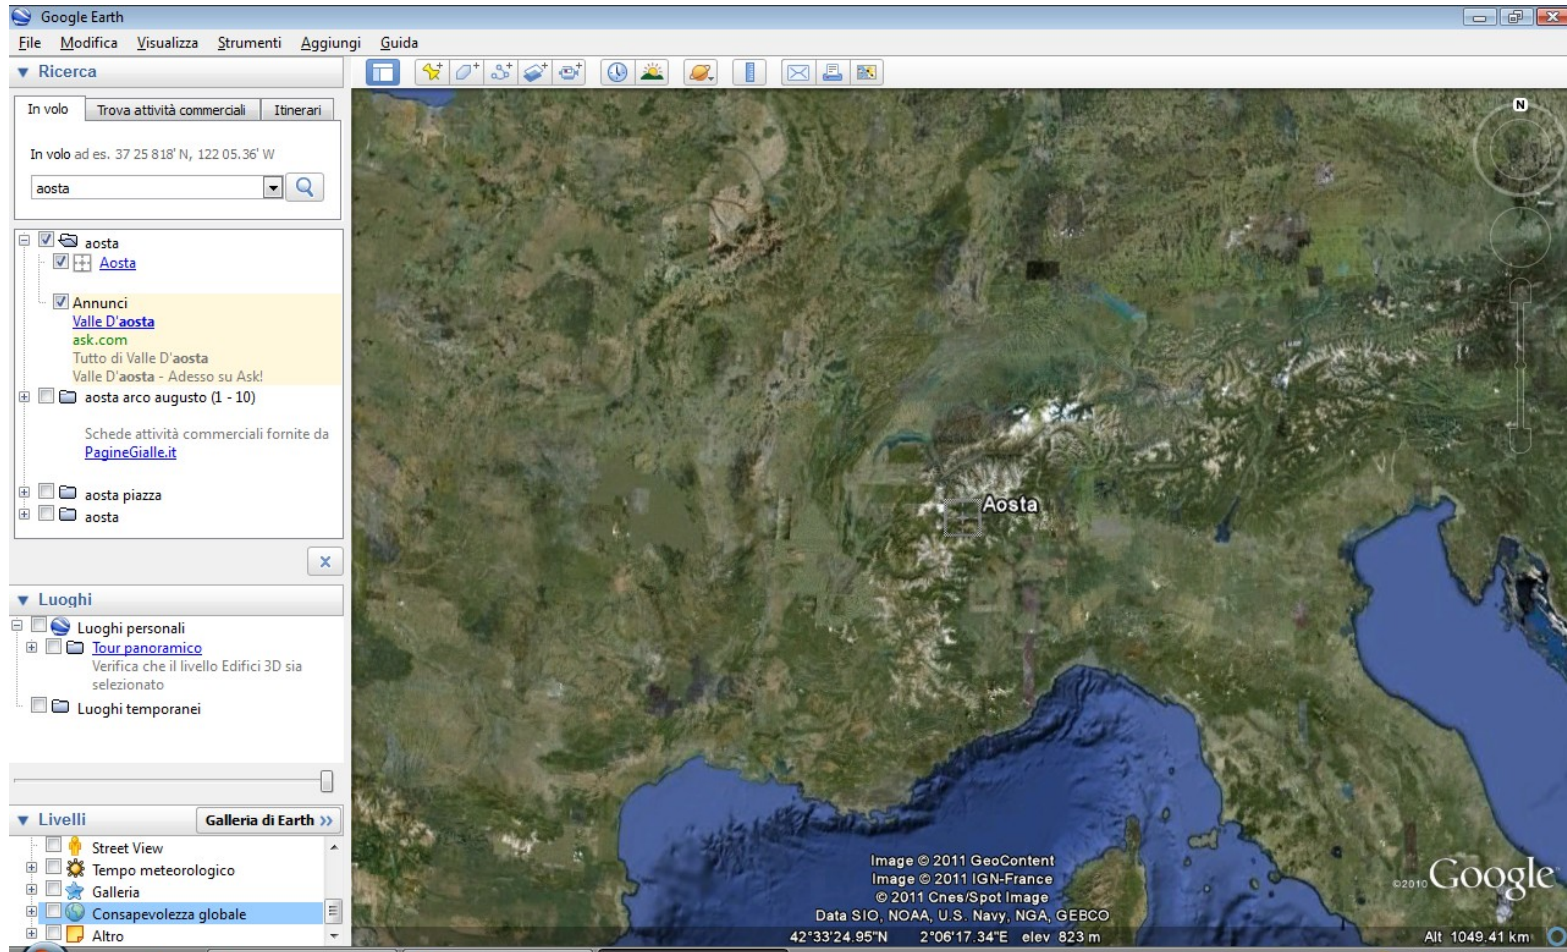 Google Earth
File Modifica Visualizza Strumenti Aggiungi Guida
Ricerca
In volo Trova attività commerciali Itinerari
In volo ad es. 37 25 818' N, 122 05.36' W
aosta
aosta
Aosta
Annunci
Valle D'aosta
ask.com
Tutto di Valle D'aosta
Valle D'aosta - Adesso su Ask!
aosta arco augusto (1 - 10)
Schede attività commerciali fornite da
PagineGialle.it
aosta piazza
aosta
Luoghi
Luoghi personali
Tour panoramico
Verifica che il livello Edifici 3D sia
selezionato
Luoghi temporanei
Livelli Galleria di Earth »
Street View
Tempo meteorologico
Galleria
Consapevolezza globale
Altro
N
Aosta
Image © 2011 GeoContent
Image © 2011 IGN-France
© 2011 Cnes/Spot Image
Data SIO, NOAA, U.S. Navy, NGA, GEBCO
©2010 Google
42°33'24.95"N 2°06'17.34"E elev 823 m
Alt 1049,41 km